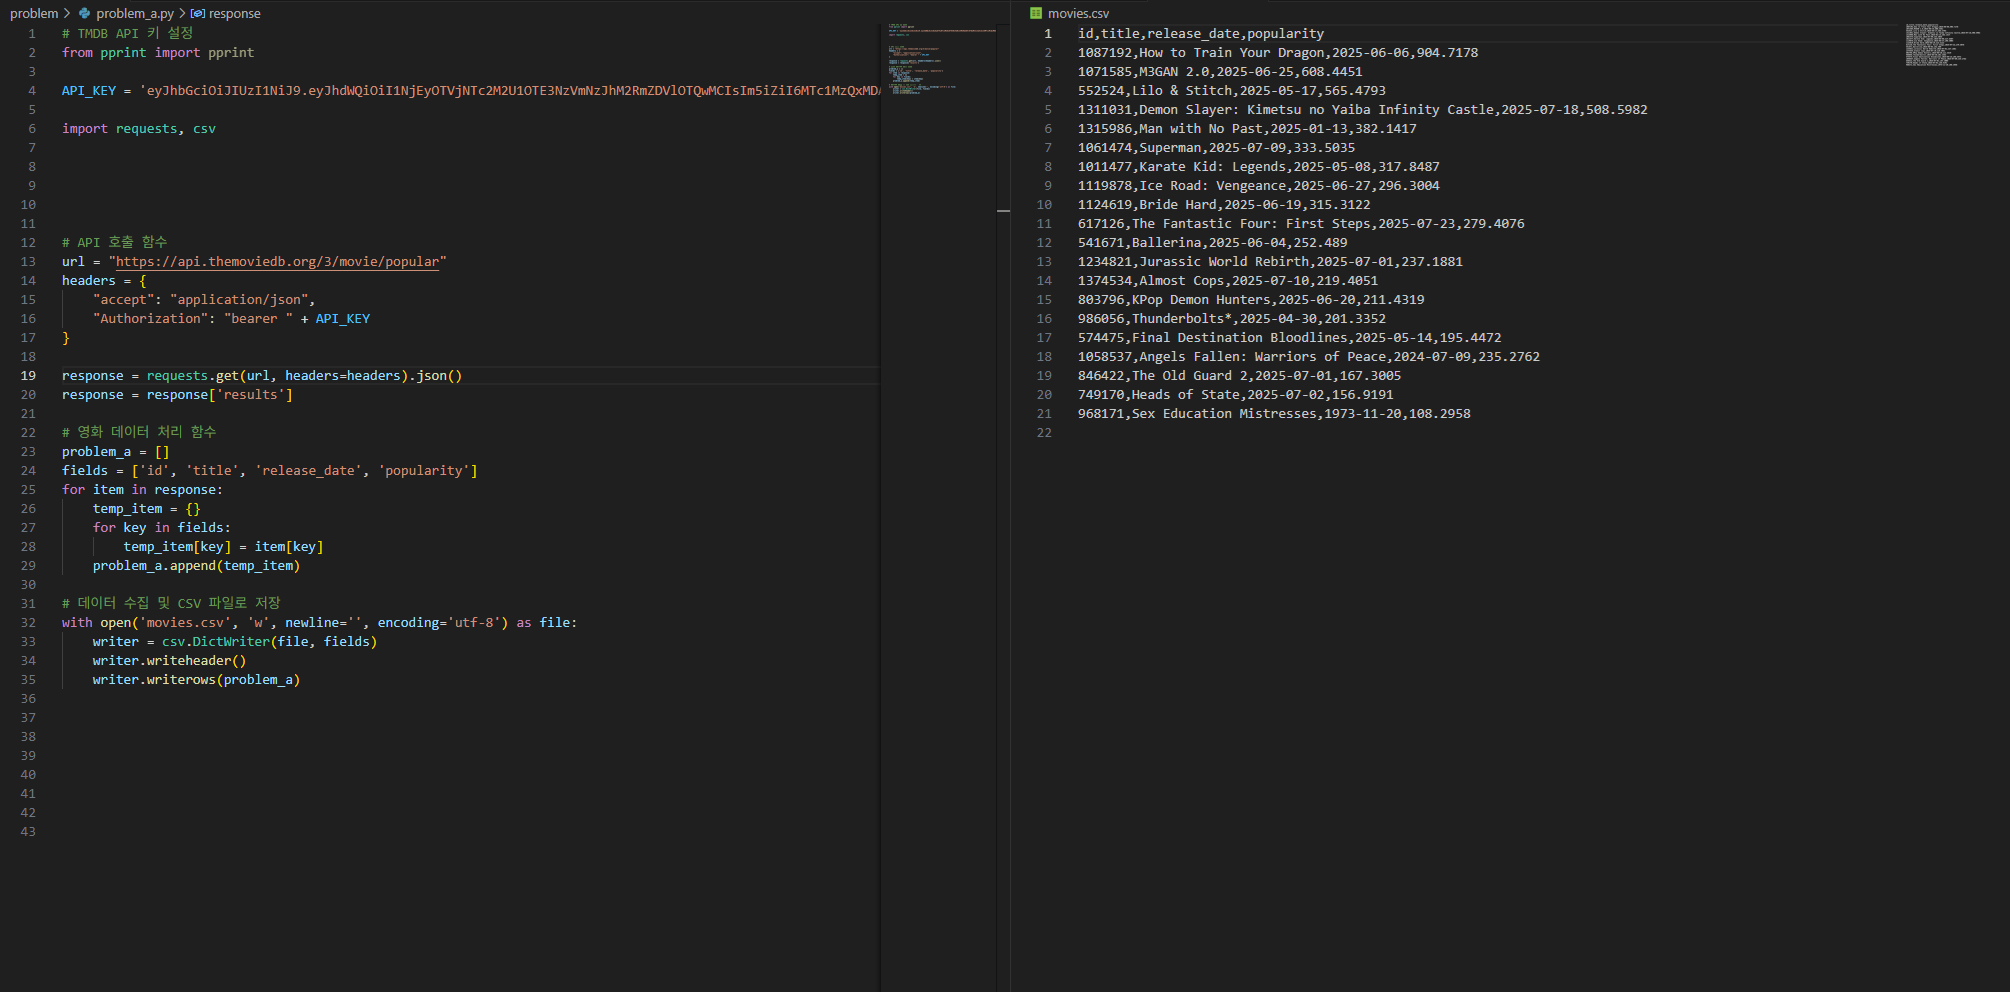 problem > problem_a.py > response
1 # TMDB API 키 설정
2 from pprint import pprint
3
4 API_KEY = 'eyJhbGciOiJIUzI1NiJ9.eyJhdWQiOiI1NjEyOTVjNTc2M2U1OTE3NzVmNzJhM2RmZDVlOTQwMCIsIm5iZiI6MTc1MzQxMDA
5
6 import requests, csv
7
8
9
10
11
12 # API 호출 함수
13 url = "https://api.themoviedb.org/3/movie/popular"
14 headers = {
15     "accept": "application/json",
16     "Authorization": "bearer " + API_KEY
17 }
18
19 response = requests.get(url, headers=headers).json()
20 response = response['results']
21
22 # 영화 데이터 처리 함수
23 problem_a = []
24 fields = ['id', 'title', 'release_date', 'popularity']
25 for item in response:
26     temp_item = {}
27     for key in fields:
28         temp_item[key] = item[key]
29     problem_a.append(temp_item)
30
31 # 데이터 수집 및 CSV 파일로 저장
32 with open('movies.csv', 'w', newline='', encoding='utf-8') as file:
33     writer = csv.DictWriter(file, fields)
34     writer.writeheader()
35     writer.writerows(problem_a)
36
37
38
39
40
41
42
43
movies.csv
1 id,title,release_date,popularity
2 1087192,How to Train Your Dragon,2025-06-06,904.7178
3 1071585,M3GAN 2.0,2025-06-25,608.4451
4 552524,Lilo & Stitch,2025-05-17,565.4793
5 1311031,Demon Slayer: Kimetsu no Yaiba Infinity Castle,2025-07-18,508.5982
6 1315986,Man with No Past,2025-01-13,382.1417
7 1061474,Superman,2025-07-09,333.5035
8 1011477,Karate Kid: Legends,2025-05-08,317.8487
9 1119878,Ice Road: Vengeance,2025-06-27,296.3004
10 1124619,Bride Hard,2025-06-19,315.3122
11 617126,The Fantastic Four: First Steps,2025-07-23,279.4076
12 541671,Ballerina,2025-06-04,252.489
13 1234821,Jurassic World Rebirth,2025-07-01,237.1881
14 1374534,Almost Cops,2025-07-10,219.4051
15 803796,KPop Demon Hunters,2025-06-20,211.4319
16 986056,Thunderbolts*,2025-04-30,201.3352
17 574475,Final Destination Bloodlines,2025-05-14,195.4472
18 1058537,Angels Fallen: Warriors of Peace,2024-07-09,235.2762
19 846422,The Old Guard 2,2025-07-01,167.3005
20 749170,Heads of State,2025-07-02,156.9191
21 968171,Sex Education Mistresses,1973-11-20,108.2958
22